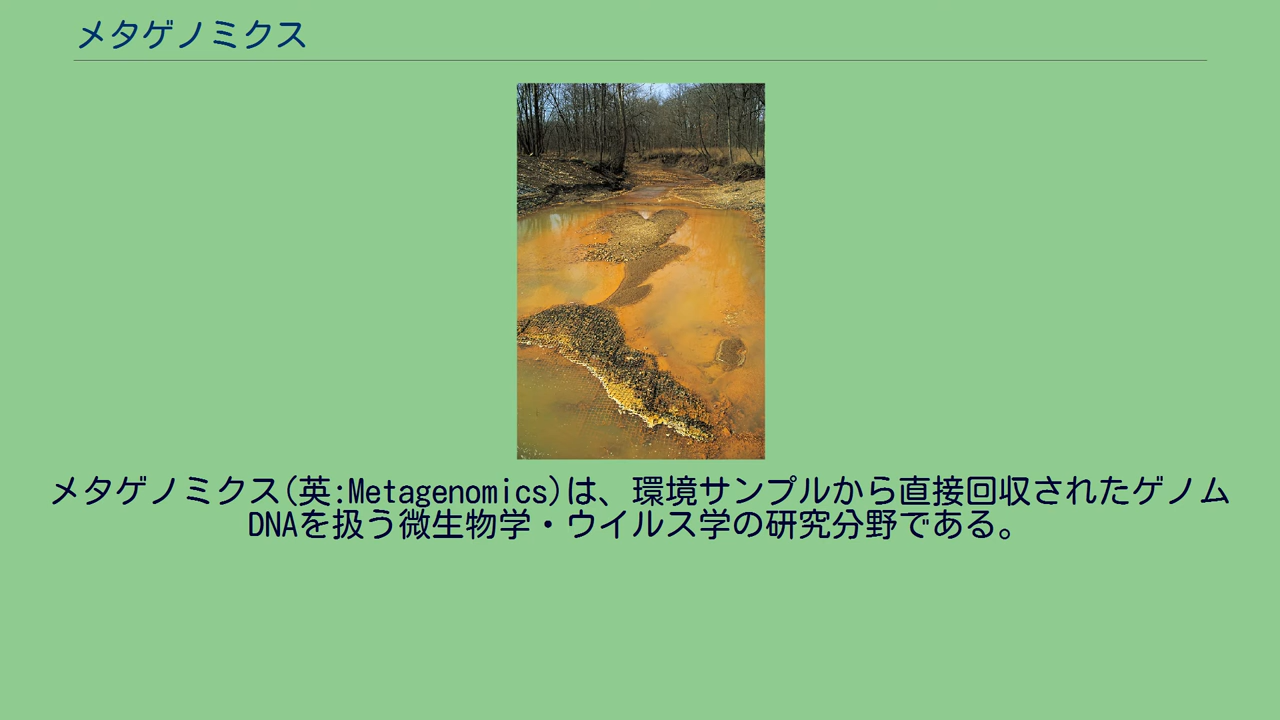 メタゲノミクス
メタゲノミクス(英:Metagenomics)は、環境サンプルから直接回収されたゲノム
DNAを扱う微生物学・ウイルス学の研究分野である。